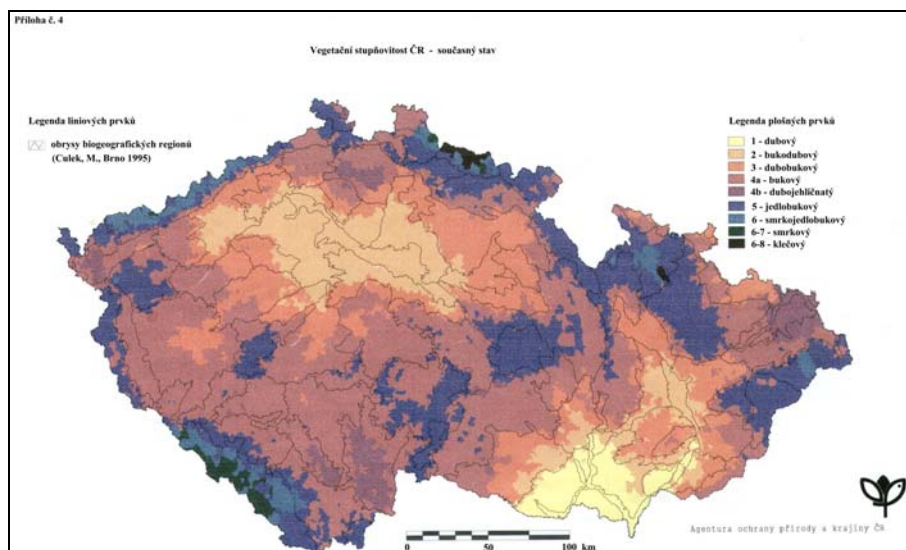 Příloha č. 4
Vegetační stupňovitost ČR - současný stav
Legenda liniových prvků
obrysy biogeografických regionů
(Culek, M., Brno 1995)
Legenda plošných prvků
1 - dubový
2 - bukodubový
3 - dubobukový
4a - bukový
4b - dubojehličnatý
5 - jedlobukový
6 - smrkojedlobukový
6-7 - smrkový
6-8 - klečový
0 50 100 km
Agentura ochrany přírody a krajiny ČR